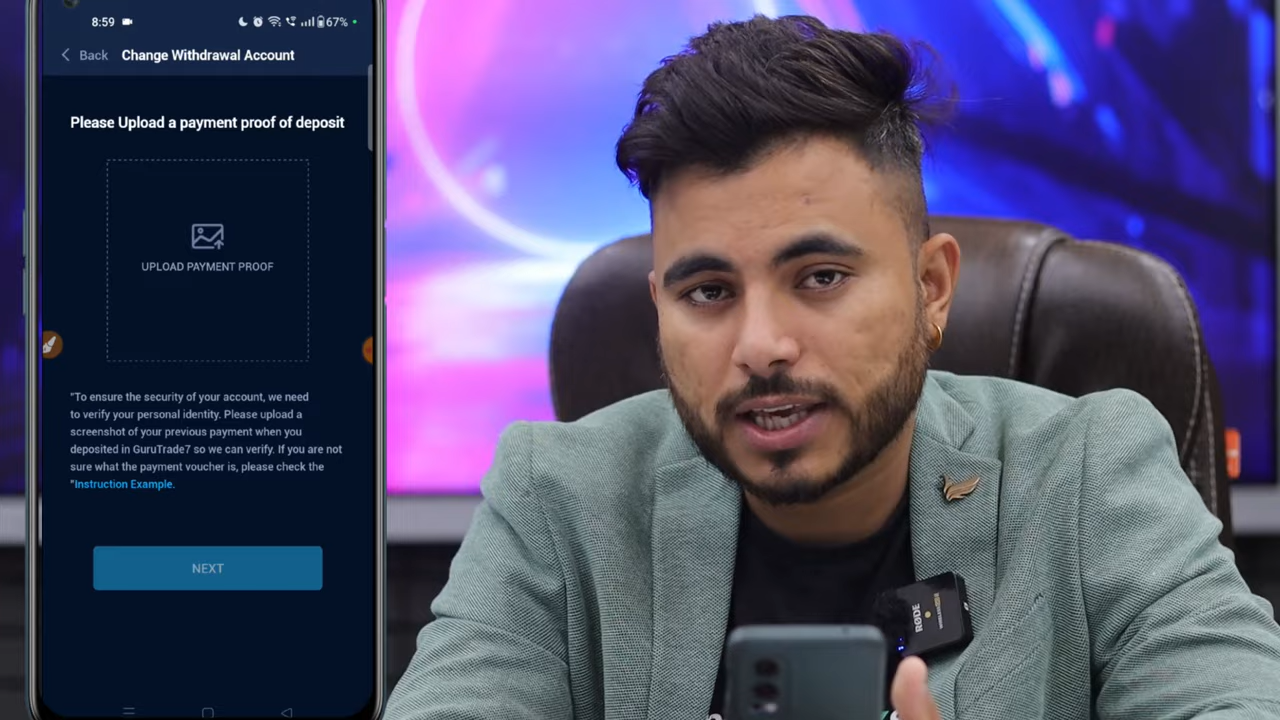 8:59
67%
Back Change Withdrawal Account
Please Upload a payment proof of deposit
UPLOAD PAYMENT PROOF
"To ensure the security of your account, we need
to verify your personal identity. Please upload a
screenshot of your previous payment when you
deposited in GuruTrade7 so we can verify. If you are not
sure what the payment voucher is, please check the
"Instruction Example.
NEXT
RØDE